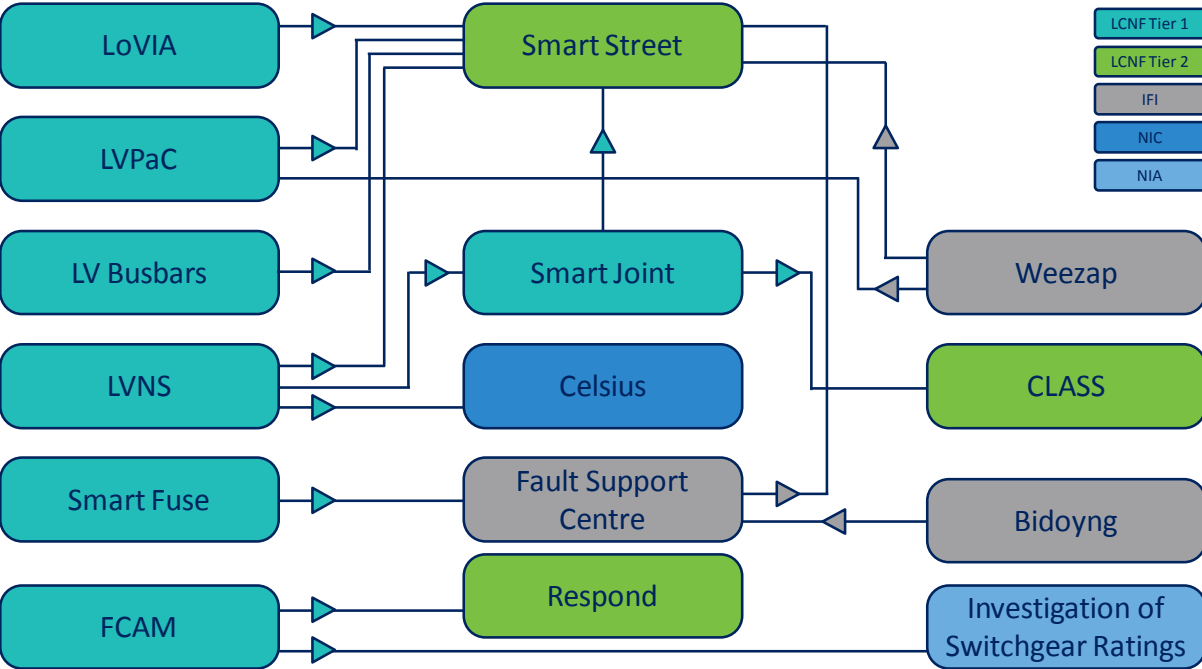 LoVIA
Smart Street
LCNF Tier 1
LCNF Tier 2
IFI
NIC
NIA
LVPaC
LV Busbars
Smart Joint
Weezap
LVNS
Celsius
CLASS
Smart Fuse
Fault Support
Centre
Bidoyng
FCAM
Respond
Investigation of
Switchgear Ratings